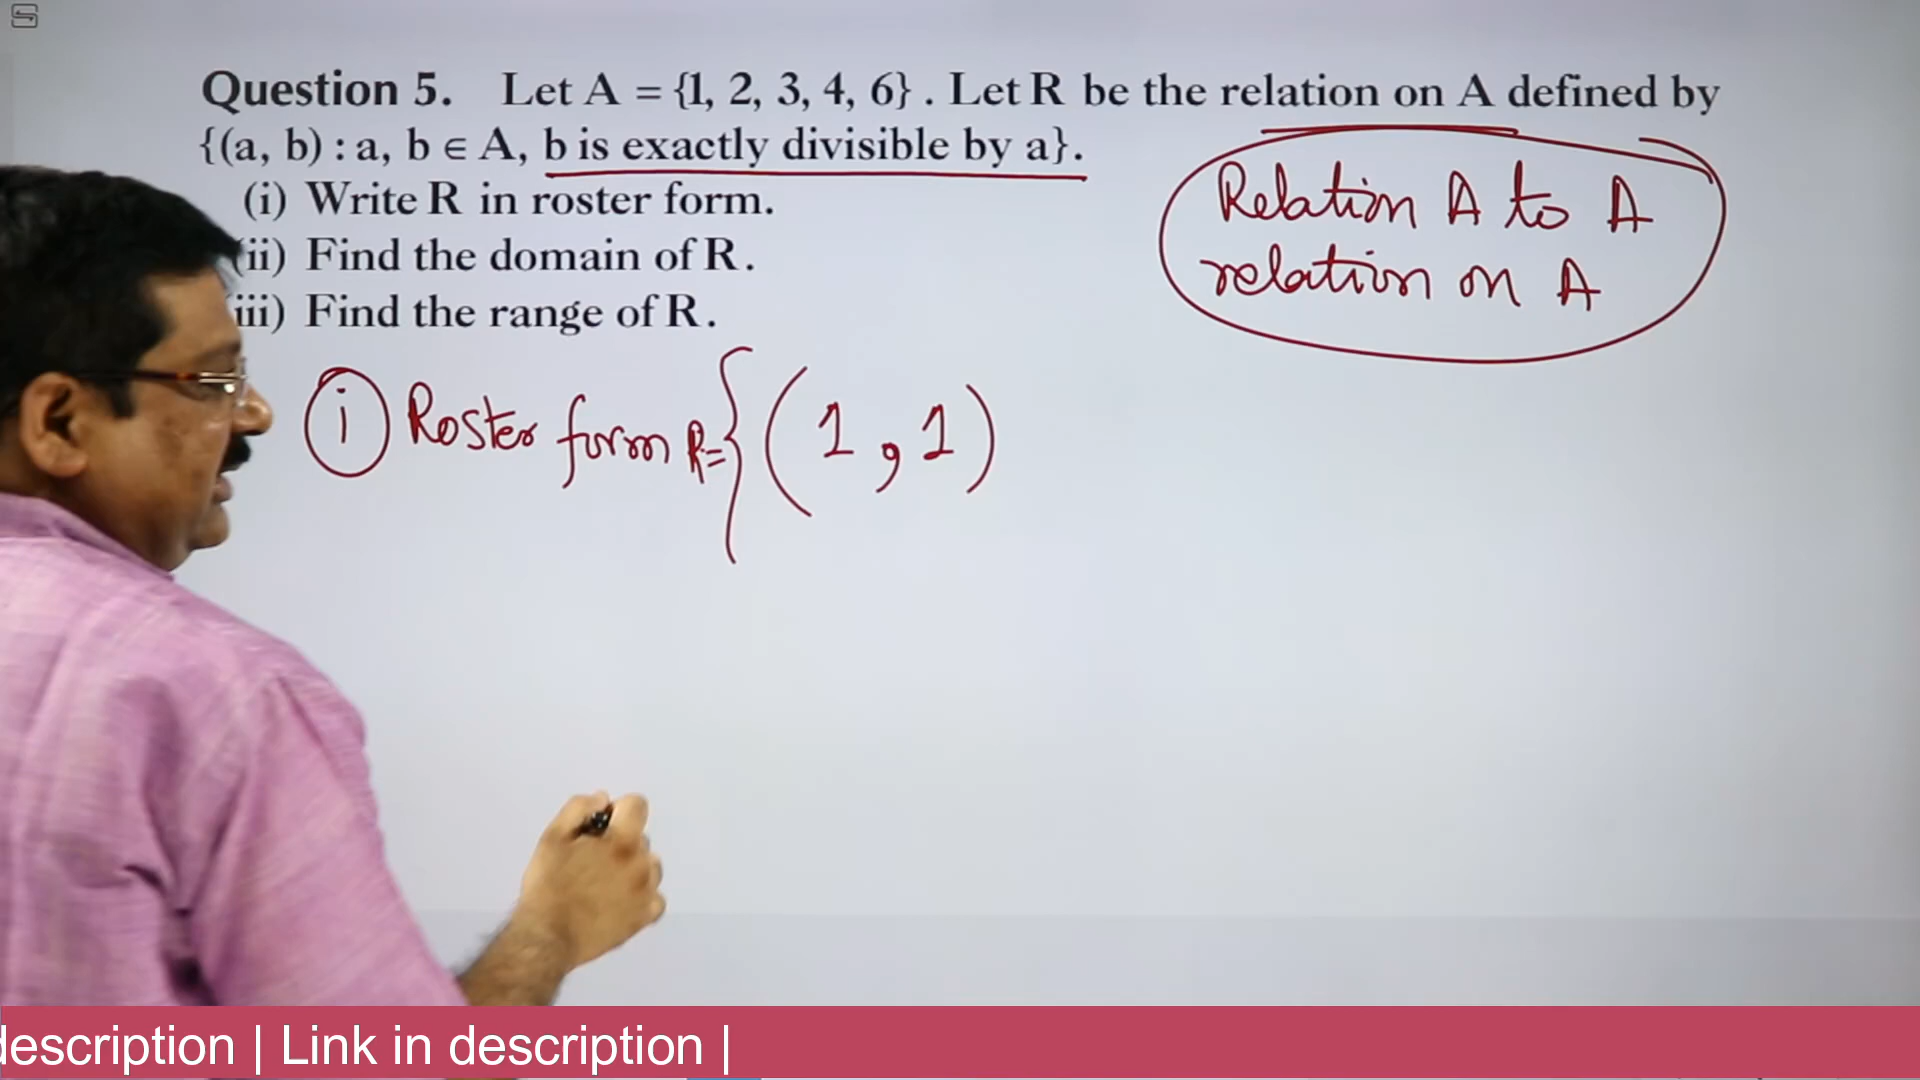 Question 5. Let A = {1, 2, 3, 4, 6} . Let R be the relation on A defined by
{(a, b) : a, b ∈ A, b is exactly divisible by a}.
(i) Write R in roster form.
(ii) Find the domain of R.
iii) Find the range of R.
Relation A to A
relation on A
(i) Roster form R= { (1 , 1)
description | Link in description |